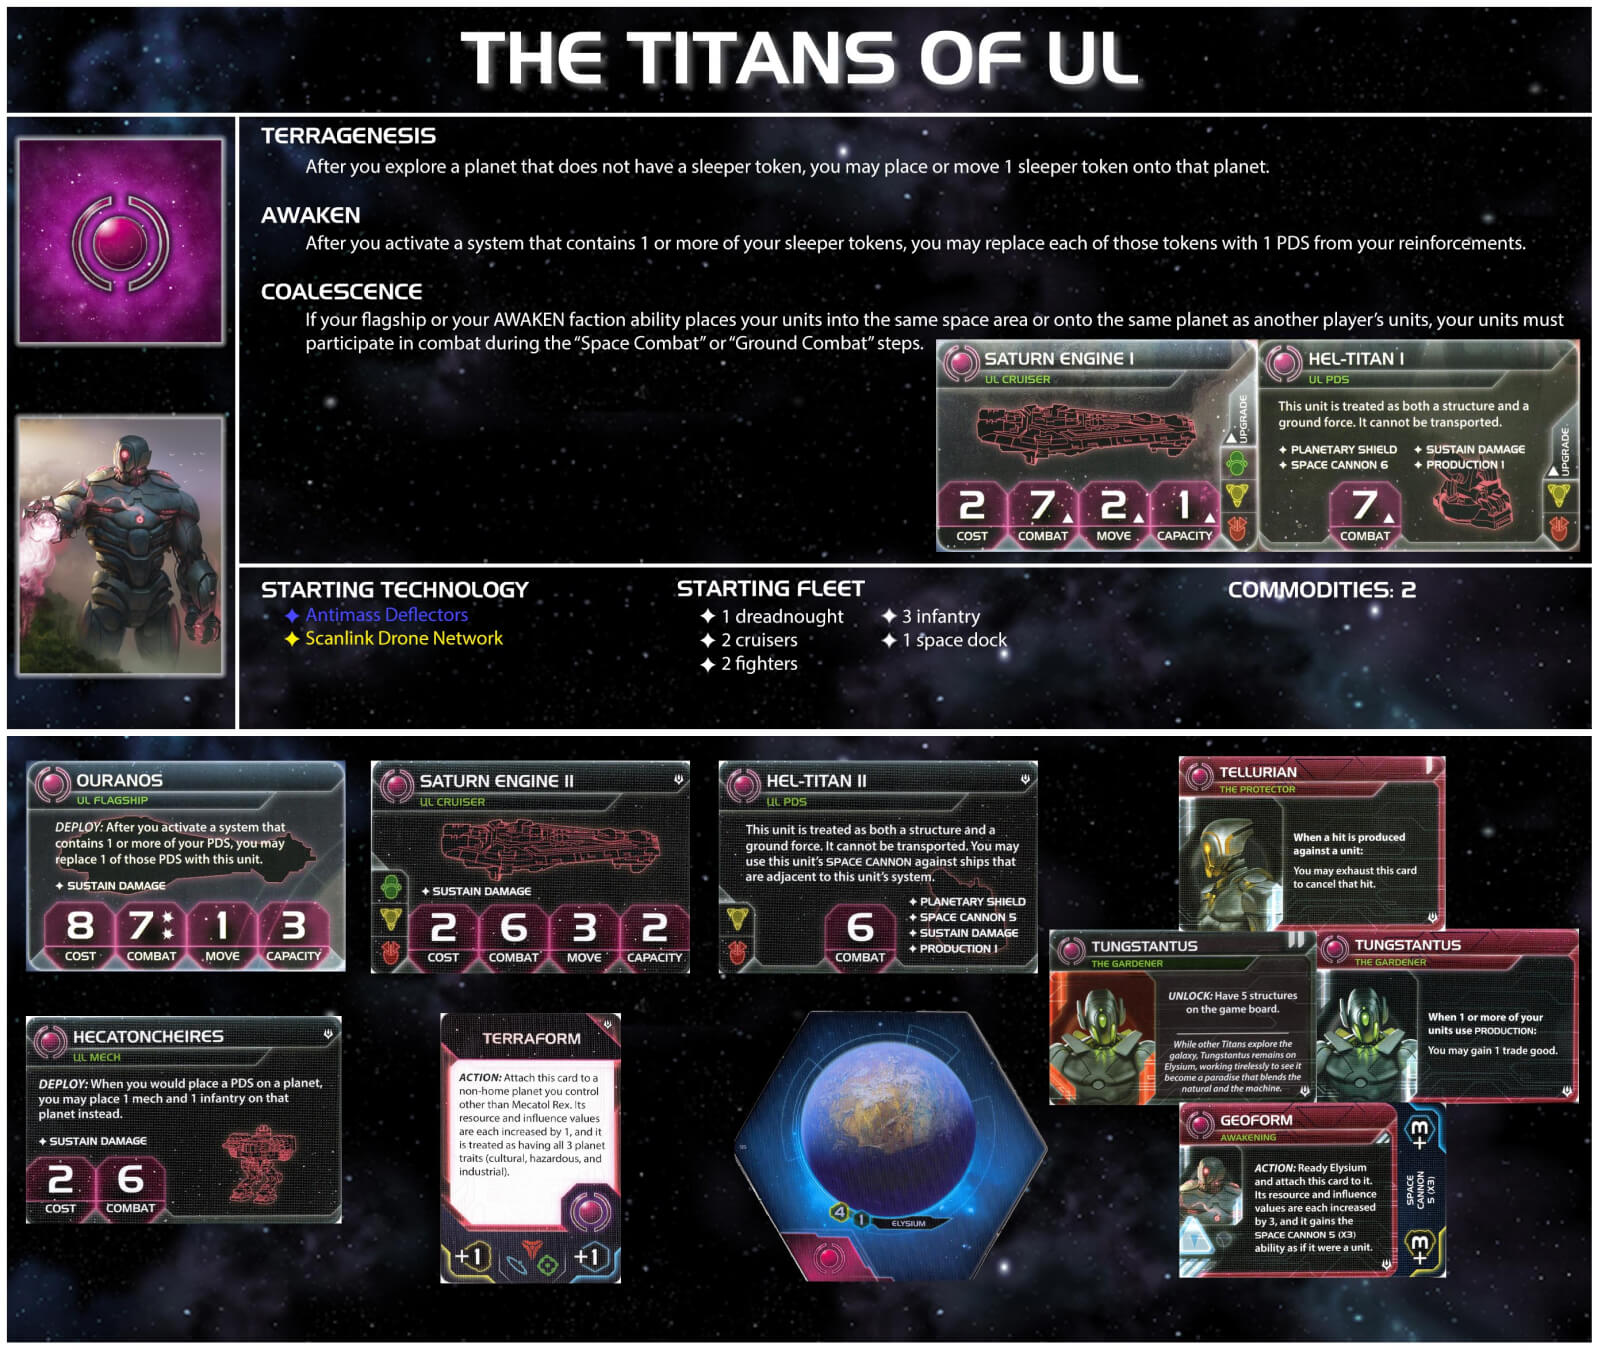 THE TITANS OF UL
TERRAGENESIS
After you explore a planet that does not have a sleeper token, you may place or move 1 sleeper token onto that planet.
AWAKEN
After you activate a system that contains 1 or more of your sleeper tokens, you may replace each of those tokens with 1 PDS from your reinforcements.
COALESCENCE
If your flagship or your AWAKEN faction ability places your units into the same space area or onto the same planet as another player's units, your units must
participate in combat during the "Space Combat" or "Ground Combat" steps.
SATURN ENGINE I
UL CRUISER
UPGRADE
2 7 2 1
COST COMBAT MOVE CAPACITY
HEL-TITAN I
UL PDS
This unit is treated as both a structure and a
ground force. It cannot be transported.
PLANETARY SHIELD SUSTAIN DAMAGE
SPACE CANNON 6 PRODUCTION 1
UPGRADE
7
COMBAT
STARTING TECHNOLOGY
Antimass Deflectors
Scanlink Drone Network
STARTING FLEET
1 dreadnought 3 infantry
2 cruisers 1 space dock
2 fighters
COMMODITIES: 2
OURANOS
UL FLAGSHIP
DEPLOY: After you activate a system that
contains 1 or more of your PDS, you may
replace 1 of those PDS with this unit.
SUSTAIN DAMAGE
8 7 1 3
COST COMBAT MOVE CAPACITY
SATURN ENGINE II
UL CRUISER
SUSTAIN DAMAGE
2 6 3 2
COST COMBAT MOVE CAPACITY
HEL-TITAN II
UL PDS
This unit is treated as both a structure and a
ground force. It cannot be transported. You may
use this unit's SPACE CANNON against ships that
are adjacent to this unit's system.
PLANETARY SHIELD
SPACE CANNON 5
SUSTAIN DAMAGE
PRODUCTION 1
6
COMBAT
TELLURIAN
THE PROTECTOR
When a hit is produced
against a unit:
You may exhaust this card
to cancel that hit.
TUNGSTANTUS
THE GARDENER
UNLOCK: Have 5 structures
on the game board.
While other Titans explore the
galaxy, Tungstantus remains on
Elysium, working tirelessly to see it
become a paradise that blends the
natural and the machine.
TUNGSTANTUS
THE GARDENER
When 1 or more of your
units use PRODUCTION:
You may gain 1 trade good.
HECATONCHEIRES
UL MECH
DEPLOY: When you would place a PDS on a planet,
you may place 1 mech and 1 infantry on that
planet instead.
SUSTAIN DAMAGE
2 6
COST COMBAT
TERRAFORM
ACTION: Attach this card to a
non-home planet you control
other than Mecatol Rex. Its
resource and influence values
are each increased by 1, and it
is treated as having all 3 planet
traits (cultural, hazardous, and
industrial).
+1 +1
4 1 ELYSIUM
GEOFORM
AWAKENING
ACTION: Ready Elysium
and attach this card to it.
Its resource and influence
values are each increased
by 3, and it gains the
SPACE CANNON 5 (X3)
ability as if it were a unit.
+3
SPACE
CANNON
5 (X3)
+3